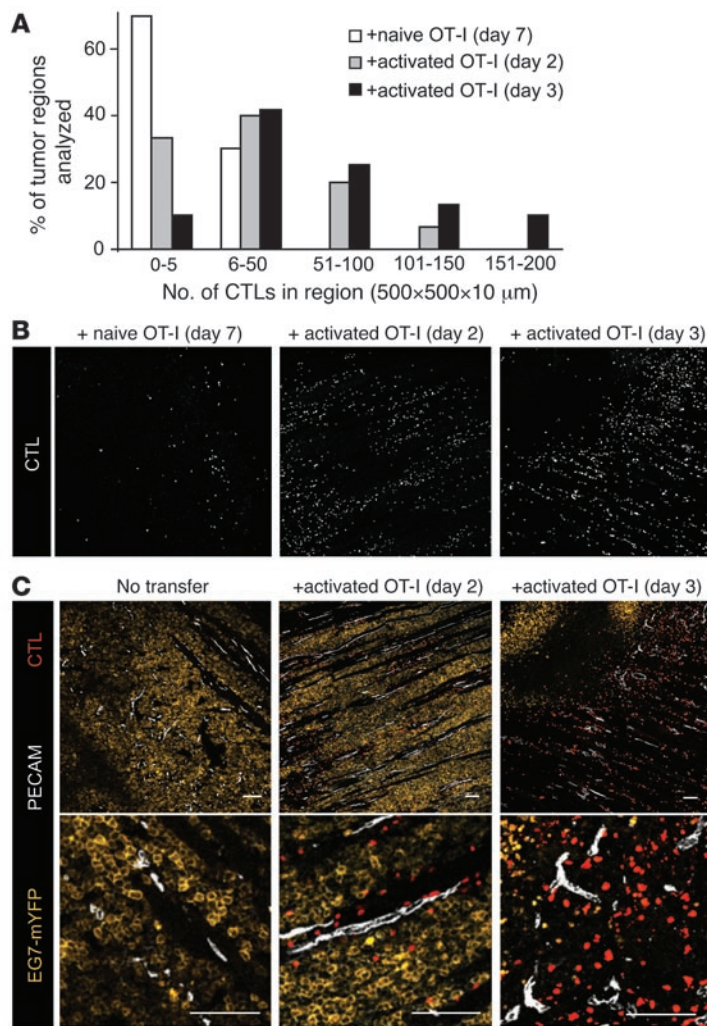 A
60
40
20
0
% of tumor regions
analyzed
+naive OT-I (day 7)
+activated OT-I (day 2)
+activated OT-I (day 3)
0-5 6-50 51-100 101-150 151-200
No. of CTLs in region (500×500×10 μm)
B
+ naive OT-I (day 7) + activated OT-I (day 2) + activated OT-I (day 3)
CTL
C
No transfer +activated OT-I (day 2) +activated OT-I (day 3)
CTL
PECAM
EG7-mYFP